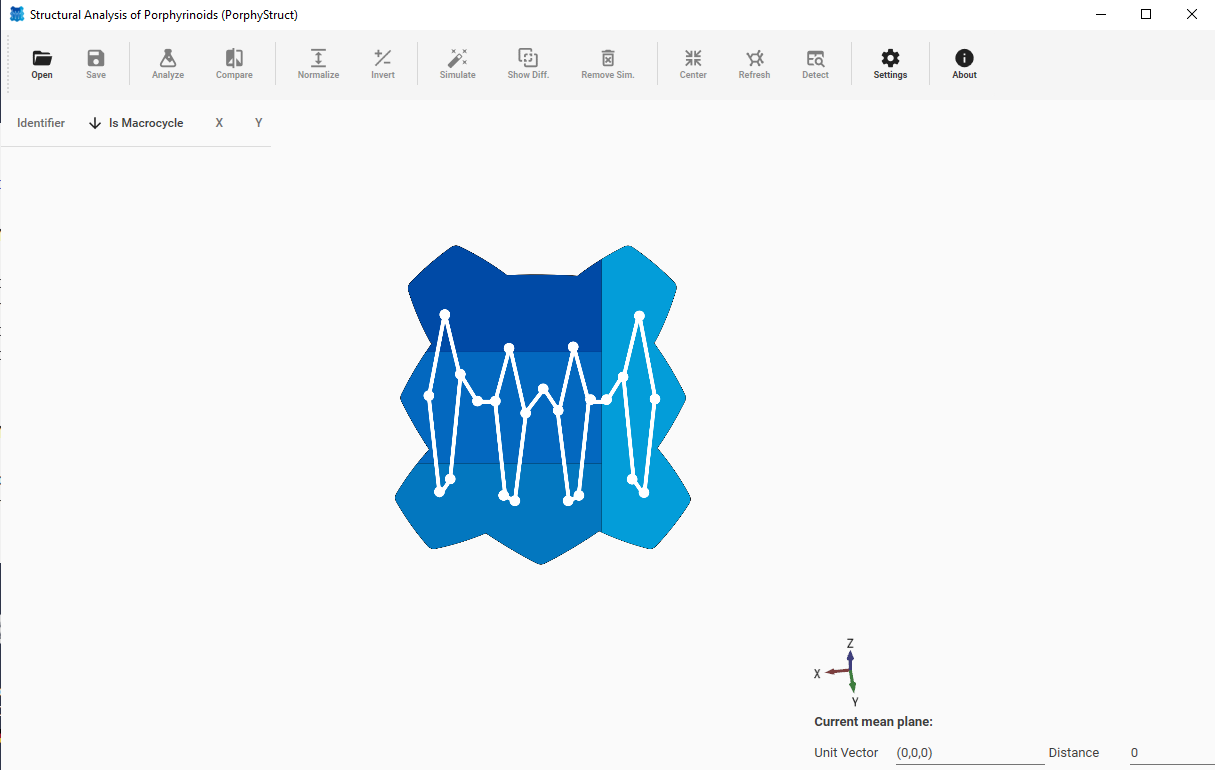 Structural Analysis of Porphyrinoids (PorphyStruct)
Open Save Analyze Compare Normalize Invert Simulate Show Diff. Remove Sim. Center Refresh Detect Settings About
Identifier Is Macrocycle X Y
Z
X
Y
Current mean plane:
Unit Vector (0,0,0) Distance 0